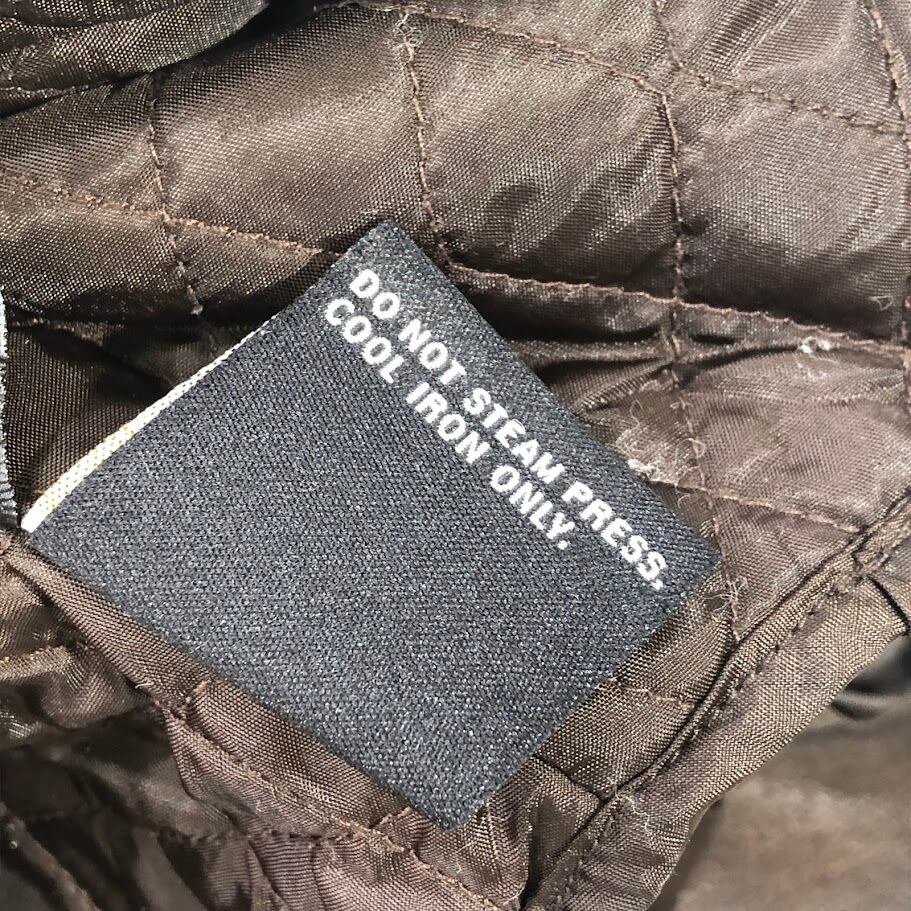 DO NOT STEAM PRESS,
COOL IRON ONLY.